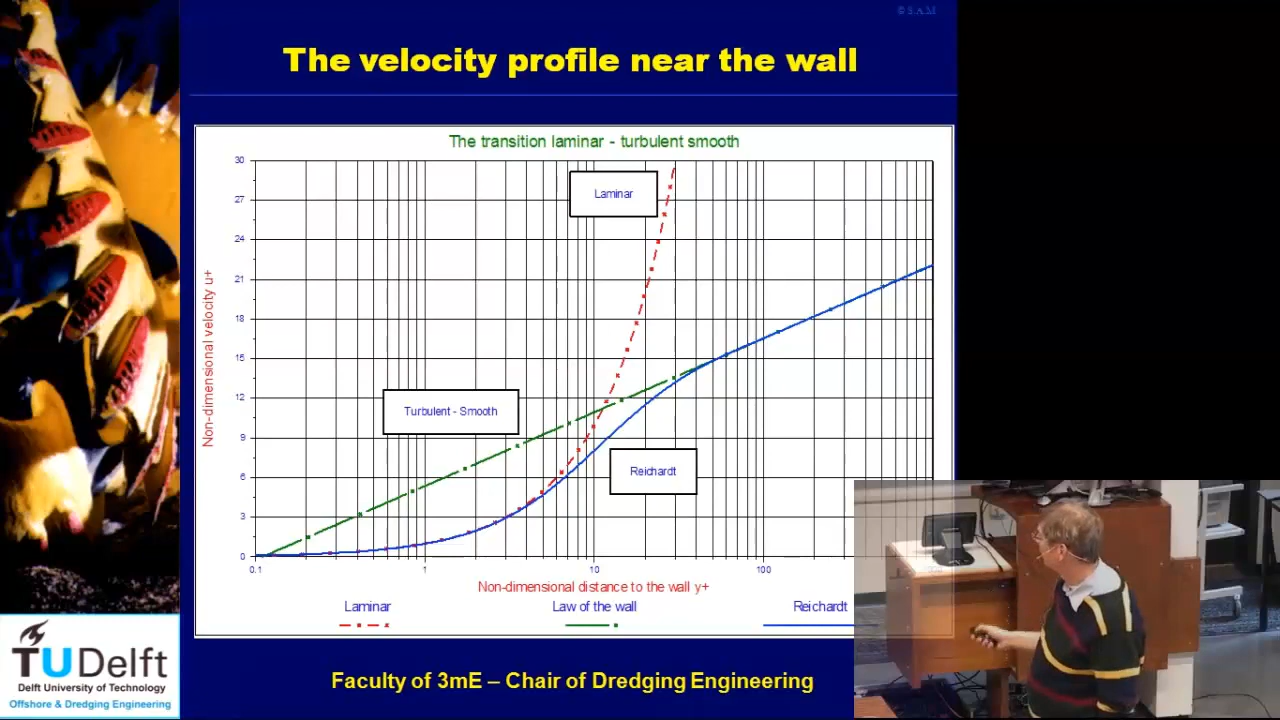 © S.A.M
The velocity profile near the wall
The transition laminar - turbulent smooth
30
27
24
21
18
15
12
9
6
3
0
Non-dimensional velocity u+
Laminar
Turbulent - Smooth
Reichardt
0.1
1
10
100
Non-dimensional distance to the wall y+
Laminar
Law of the wall
Reichardt
TU Delft
Delft University of Technology
Offshore & Dredging Engineering
Faculty of 3mE – Chair of Dredging Engineering